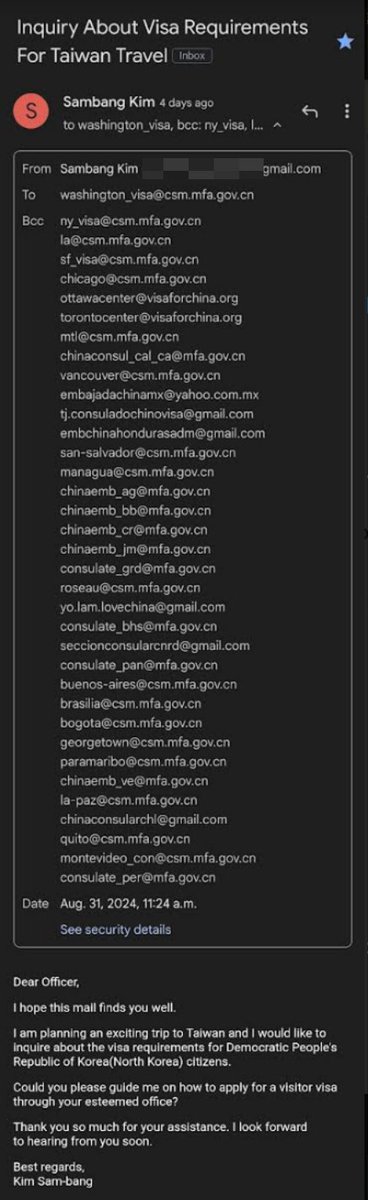 Inquiry About Visa Requirements
For Taiwan Travel Inbox
S
Sambang Kim 4 days ago
to washington_visa, bcc: ny_visa, l...
From Sambang Kim gmail.com
To washington_visa@csm.mfa.gov.cn
Bcc ny_visa@csm.mfa.gov.cn
la@csm.mfa.gov.cn
sf_visa@csm.mfa.gov.cn
chicago@csm.mfa.gov.cn
ottawacenter@visaforchina.org
torontocenter@visaforchina.org
mtl@csm.mfa.gov.cn
chinaconsul_cal_ca@mfa.gov.cn
vancouver@csm.mfa.gov.cn
embajadachinamx@yahoo.com.mx
tj.consuladochinovisa@gmail.com
embchinahondurasadm@gmail.com
san-salvador@csm.mfa.gov.cn
managua@csm.mfa.gov.cn
chinaemb_ag@mfa.gov.cn
chinaemb_bb@mfa.gov.cn
chinaemb_cr@mfa.gov.cn
chinaemb_jm@mfa.gov.cn
consulate_grd@mfa.gov.cn
roseau@csm.mfa.gov.cn
yo.lam.lovechina@gmail.com
consulate_bhs@mfa.gov.cn
seccionconsularcnrd@gmail.com
consulate_pan@mfa.gov.cn
buenos-aires@csm.mfa.gov.cn
brasilia@csm.mfa.gov.cn
bogota@csm.mfa.gov.cn
georgetown@csm.mfa.gov.cn
paramaribo@csm.mfa.gov.cn
chinaemb_ve@mfa.gov.cn
la-paz@csm.mfa.gov.cn
chinaconsularchl@gmail.com
quito@csm.mfa.gov.cn
montevideo_con@csm.mfa.gov.cn
consulate_per@mfa.gov.cn
Date Aug. 31, 2024, 11:24 a.m.
See security details
Dear Officer,
I hope this mail finds you well.
I am planning an exciting trip to Taiwan and I would like to
inquire about the visa requirements for Democratic People's
Republic of Korea(North Korea) citizens.
Could you please guide me on how to apply for a visitor visa
through your esteemed office?
Thank you so much for your assistance. I look forward
to hearing from you soon.
Best regards,
Kim Sam-bang